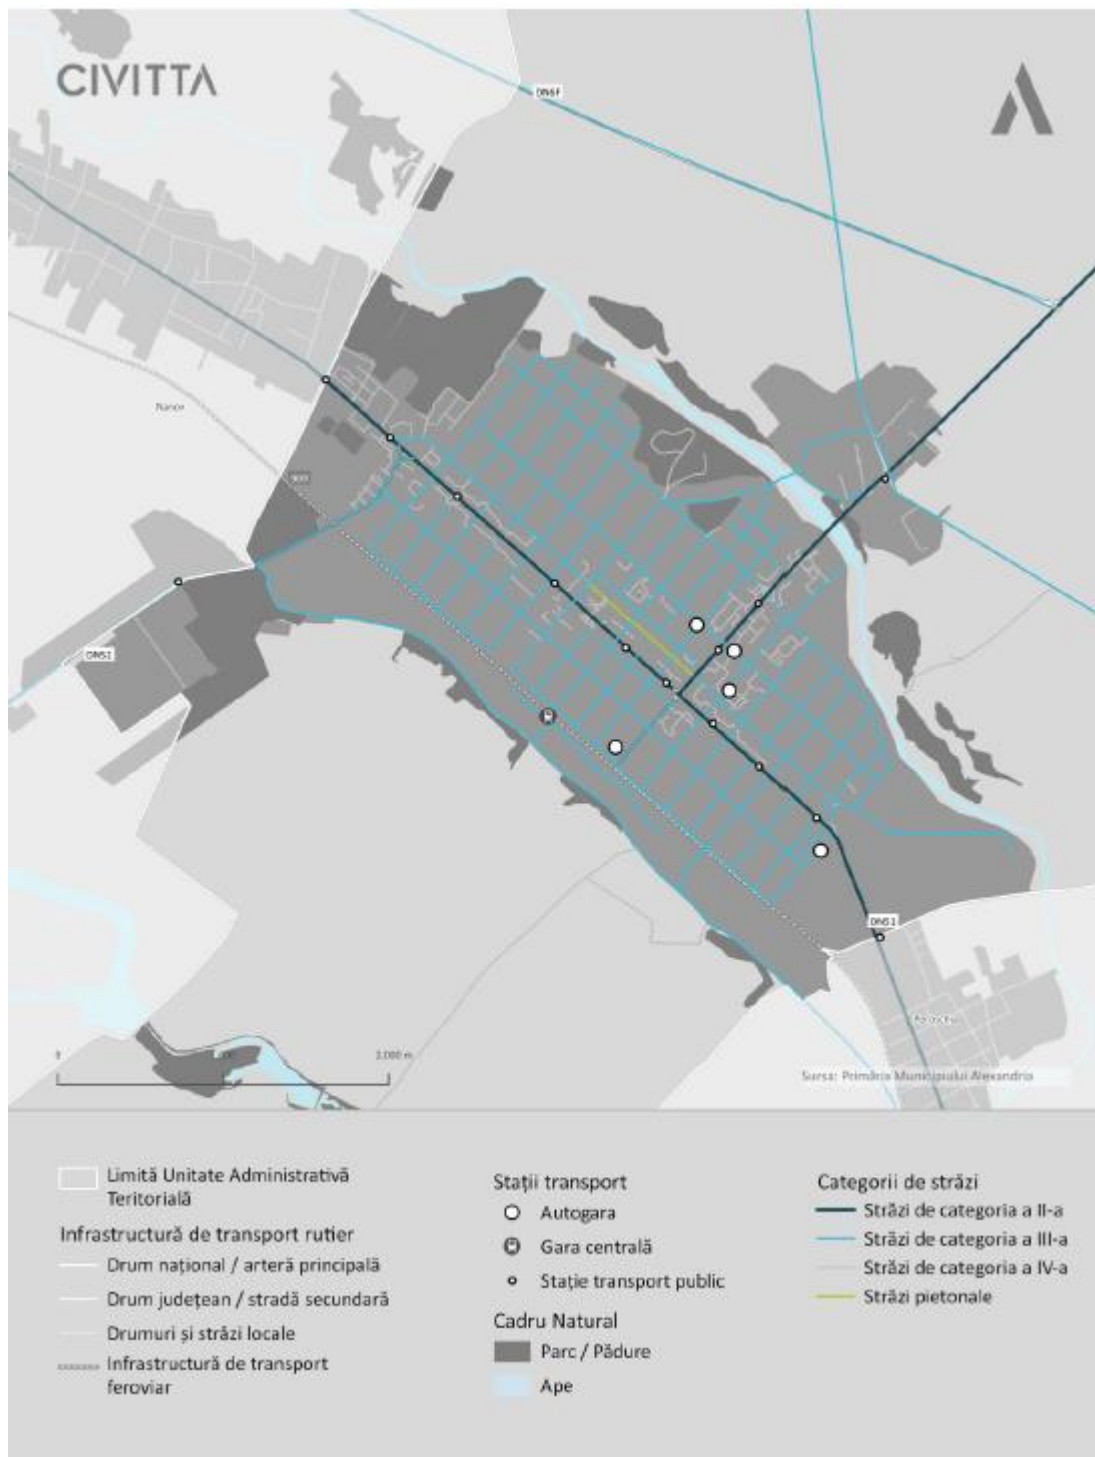 CIVITTA
DN6F
Nanov
DN52
DN51
0
2.000 m
Sursa: Primăria Municipiului Alexandria
Limită Unitate Administrativă
Teritorială
Infrastructură de transport rutier
Drum național / arteră principală
Drum județean / stradă secundară
Drumuri și străzi locale
Infrastructură de transport
feroviar
Stații transport
Autogara
Gara centrală
Stație transport public
Cadru Natural
Parc / Pădure
Ape
Categorii de străzi
Străzi de categoria a II-a
Străzi de categoria a III-a
Străzi de categoria a IV-a
Străzi pietonale